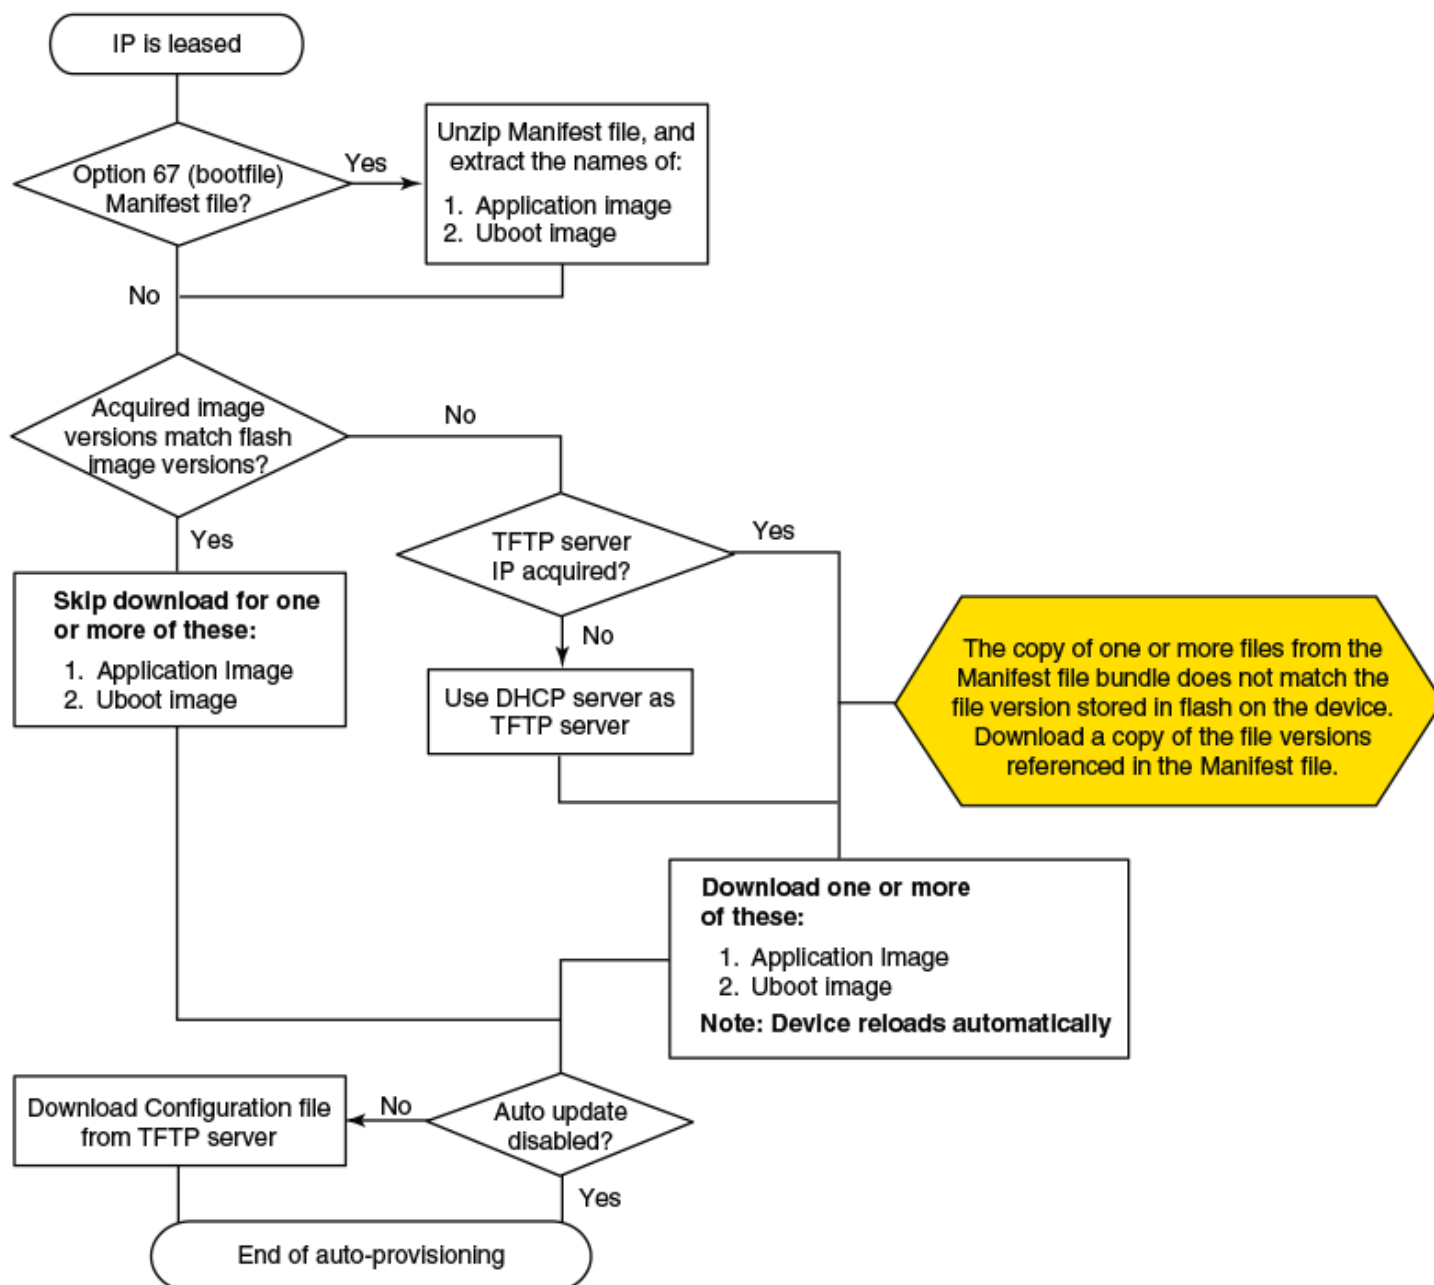 IP is leased
Option 67 (bootfile)
Manifest file?
Yes
Unzip Manifest file, and
extract the names of:
1. Application image
2. Uboot image
No
Acquired image
versions match flash
image versions?
No
Yes
TFTP server
IP acquired?
Yes
No
Skip download for one
or more of these:
1. Application Image
2. Uboot image
Use DHCP server as
TFTP server
The copy of one or more files from the
Manifest file bundle does not match the
file version stored in flash on the device.
Download a copy of the file versions
referenced in the Manifest file.
Download one or more
of these:
1. Application Image
2. Uboot image
Note: Device reloads automatically
Download Configuration file
from TFTP server
No
Auto update
disabled?
Yes
End of auto-provisioning